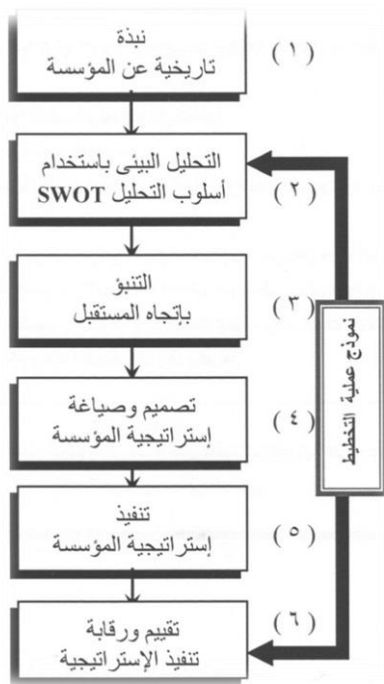 نبذة
تاريخية عن المؤسسة
( ١ )
التحليل البيئى باستخدام
أسلوب التحليل SWOT
( ٢ )
التنبؤ
بإتجاه المستقبل
( ٣ )
تصميم وصياغة
إستراتيجية المؤسسة
( ٤ )
تنفيذ
إستراتيجية المؤسسة
( ٥ )
تقييم ورقابة
تنفيذ الإستراتيجية
( ٦ )
نموذج عملية التخطيط